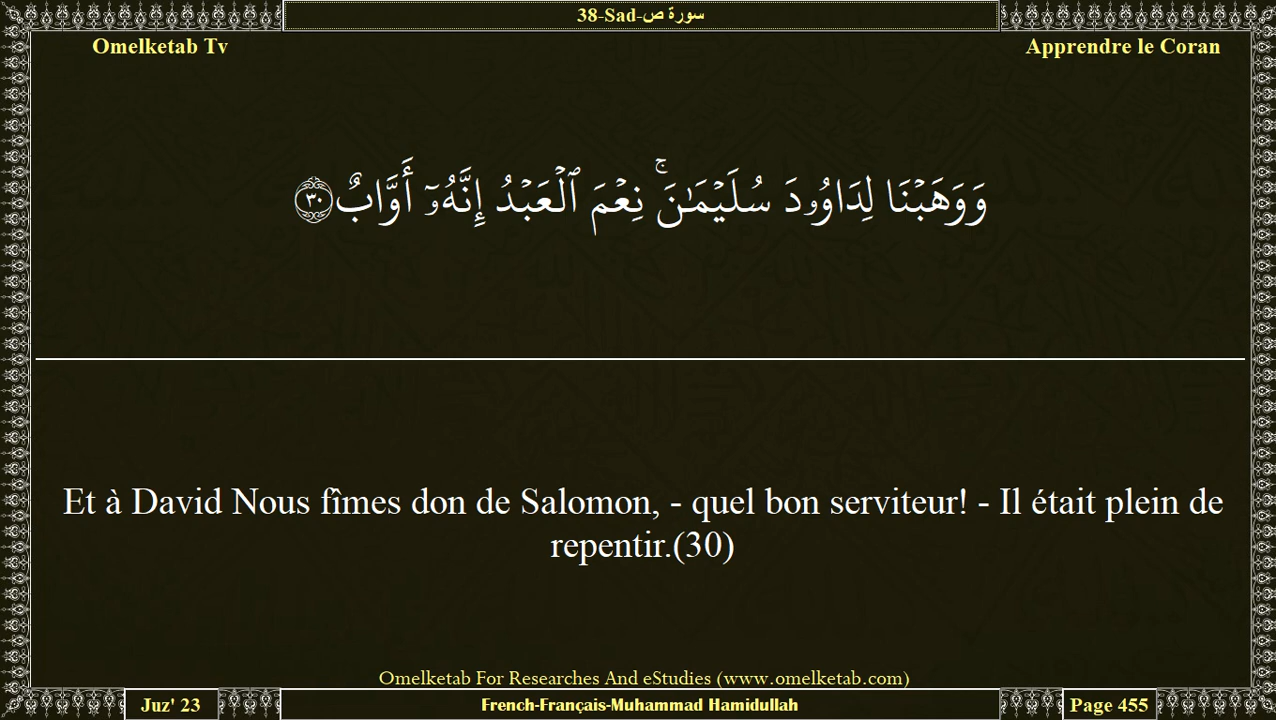 38-Sad-سورة ص
Omelketab Tv
Apprendre le Coran
وَوَهَبْنَا لِدَاوُۥدَ سُلَيْمَـٰنَ ۚ نِعْمَ ٱلْعَبْدُ إِنَّهُۥٓ أَوَّابٌ ٣٠
Et à David Nous fîmes don de Salomon, - quel bon serviteur! - Il était plein de
repentir.(30)
Omelketab For Researches And eStudies (www.omelketab.com)
Juz' 23
French-Français-Muhammad Hamidullah
Page 455